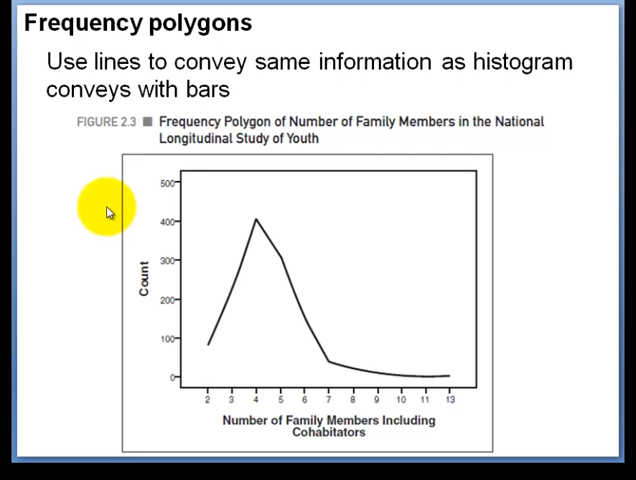 Frequency polygons
Use lines to convey same information as histogram
conveys with bars
FIGURE 2.3 ■ Frequency Polygon of Number of Family Members in the National
Longitudinal Study of Youth
500
400
300
200
100
0
Count
2 3 4 5 6 7 8 9 10 11 13
Number of Family Members Including
Cohabitators